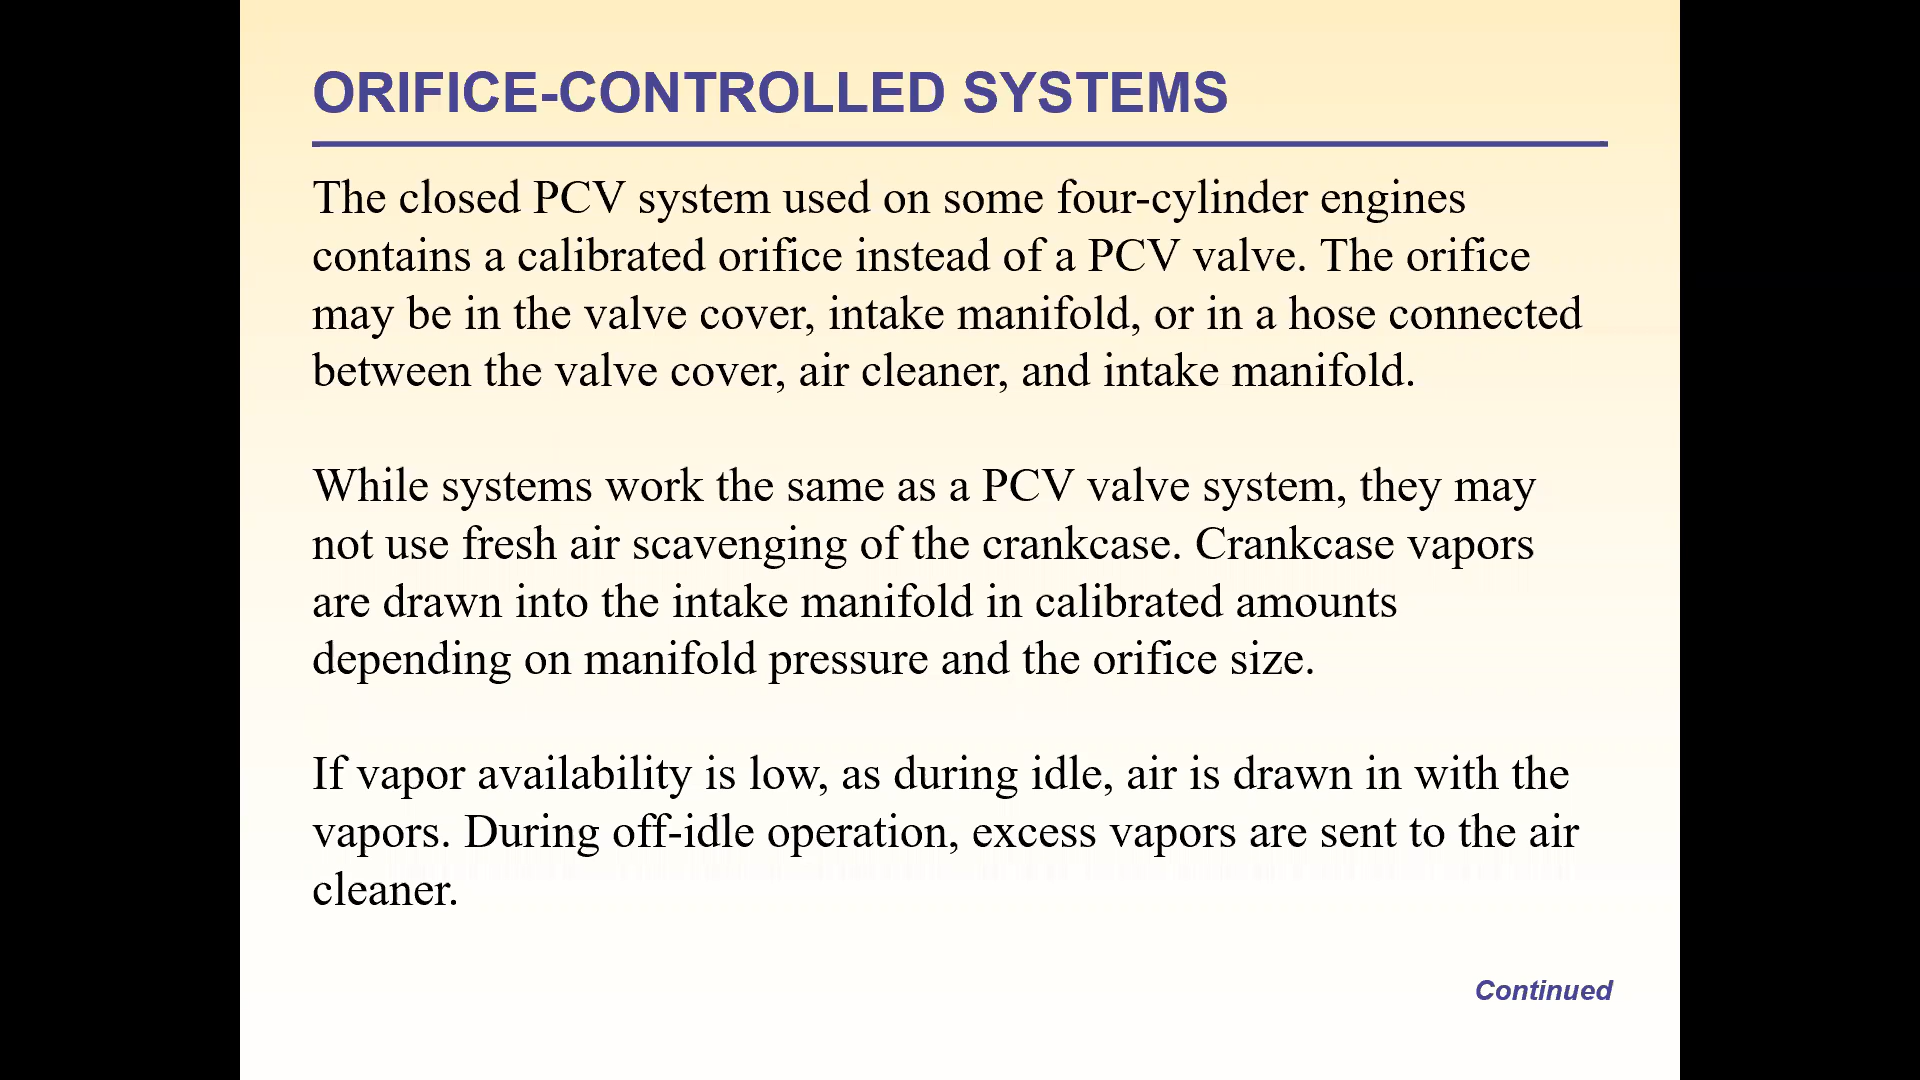 ORIFICE-CONTROLLED SYSTEMS
The closed PCV system used on some four-cylinder engines
contains a calibrated orifice instead of a PCV valve. The orifice
may be in the valve cover, intake manifold, or in a hose connected
between the valve cover, air cleaner, and intake manifold.
While systems work the same as a PCV valve system, they may
not use fresh air scavenging of the crankcase. Crankcase vapors
are drawn into the intake manifold in calibrated amounts
depending on manifold pressure and the orifice size.
If vapor availability is low, as during idle, air is drawn in with the
vapors. During off-idle operation, excess vapors are sent to the air
cleaner.
Continued